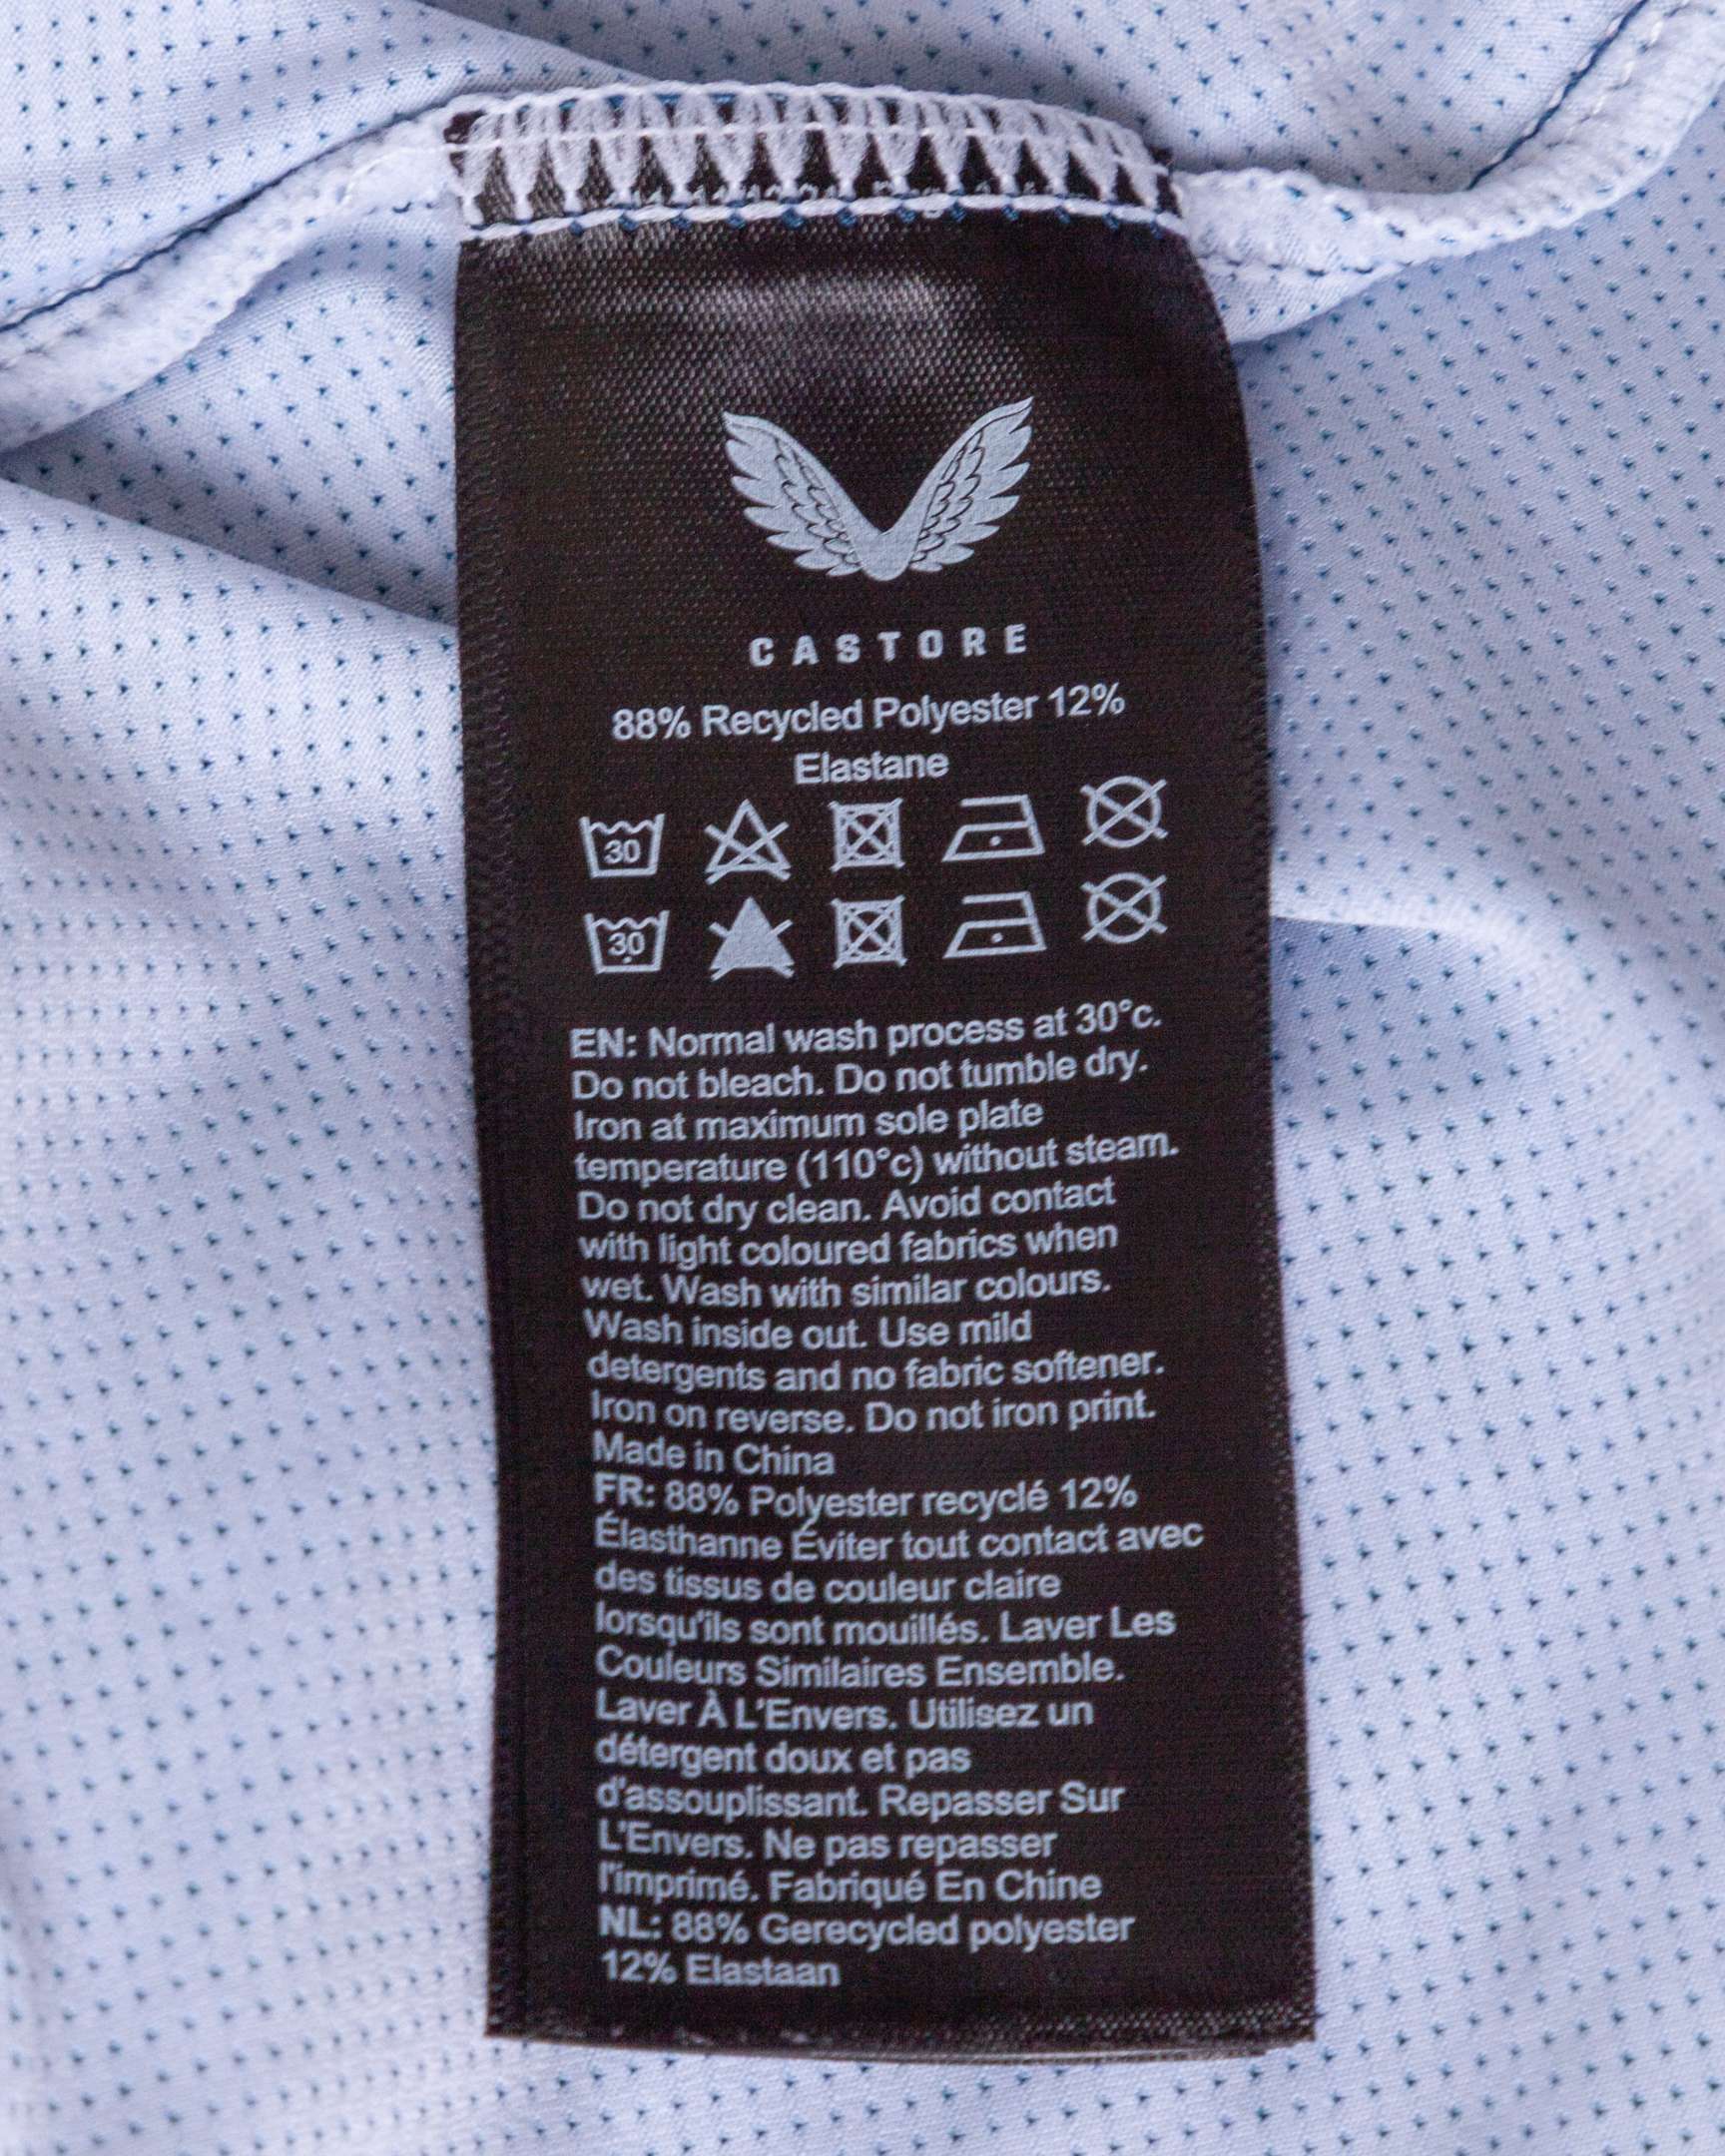 CASTORE
88% Recycled Polyester 12%
Elastane
30
30
EN: Normal wash process at 30°c.
Do not bleach. Do not tumble dry.
Iron at maximum sole plate
temperature (110°c) without steam.
Do not dry clean. Avoid contact
with light coloured fabrics when
wet. Wash with similar colours.
Wash inside out. Use mild
detergents and no fabric softener.
Iron on reverse. Do not iron print.
Made in China
FR: 88% Polyester recyclé 12%
Élasthanne Éviter tout contact avec
des tissus de couleur claire
lorsqu'ils sont mouillés. Laver Les
Couleurs Similaires Ensemble.
Laver À L'Envers. Utilisez un
détergent doux et pas
d'assouplissant. Repasser Sur
L'Envers. Ne pas repasser
l'imprimé. Fabriqué En Chine
NL: 88% Gerecycled polyester
12% Elastaan